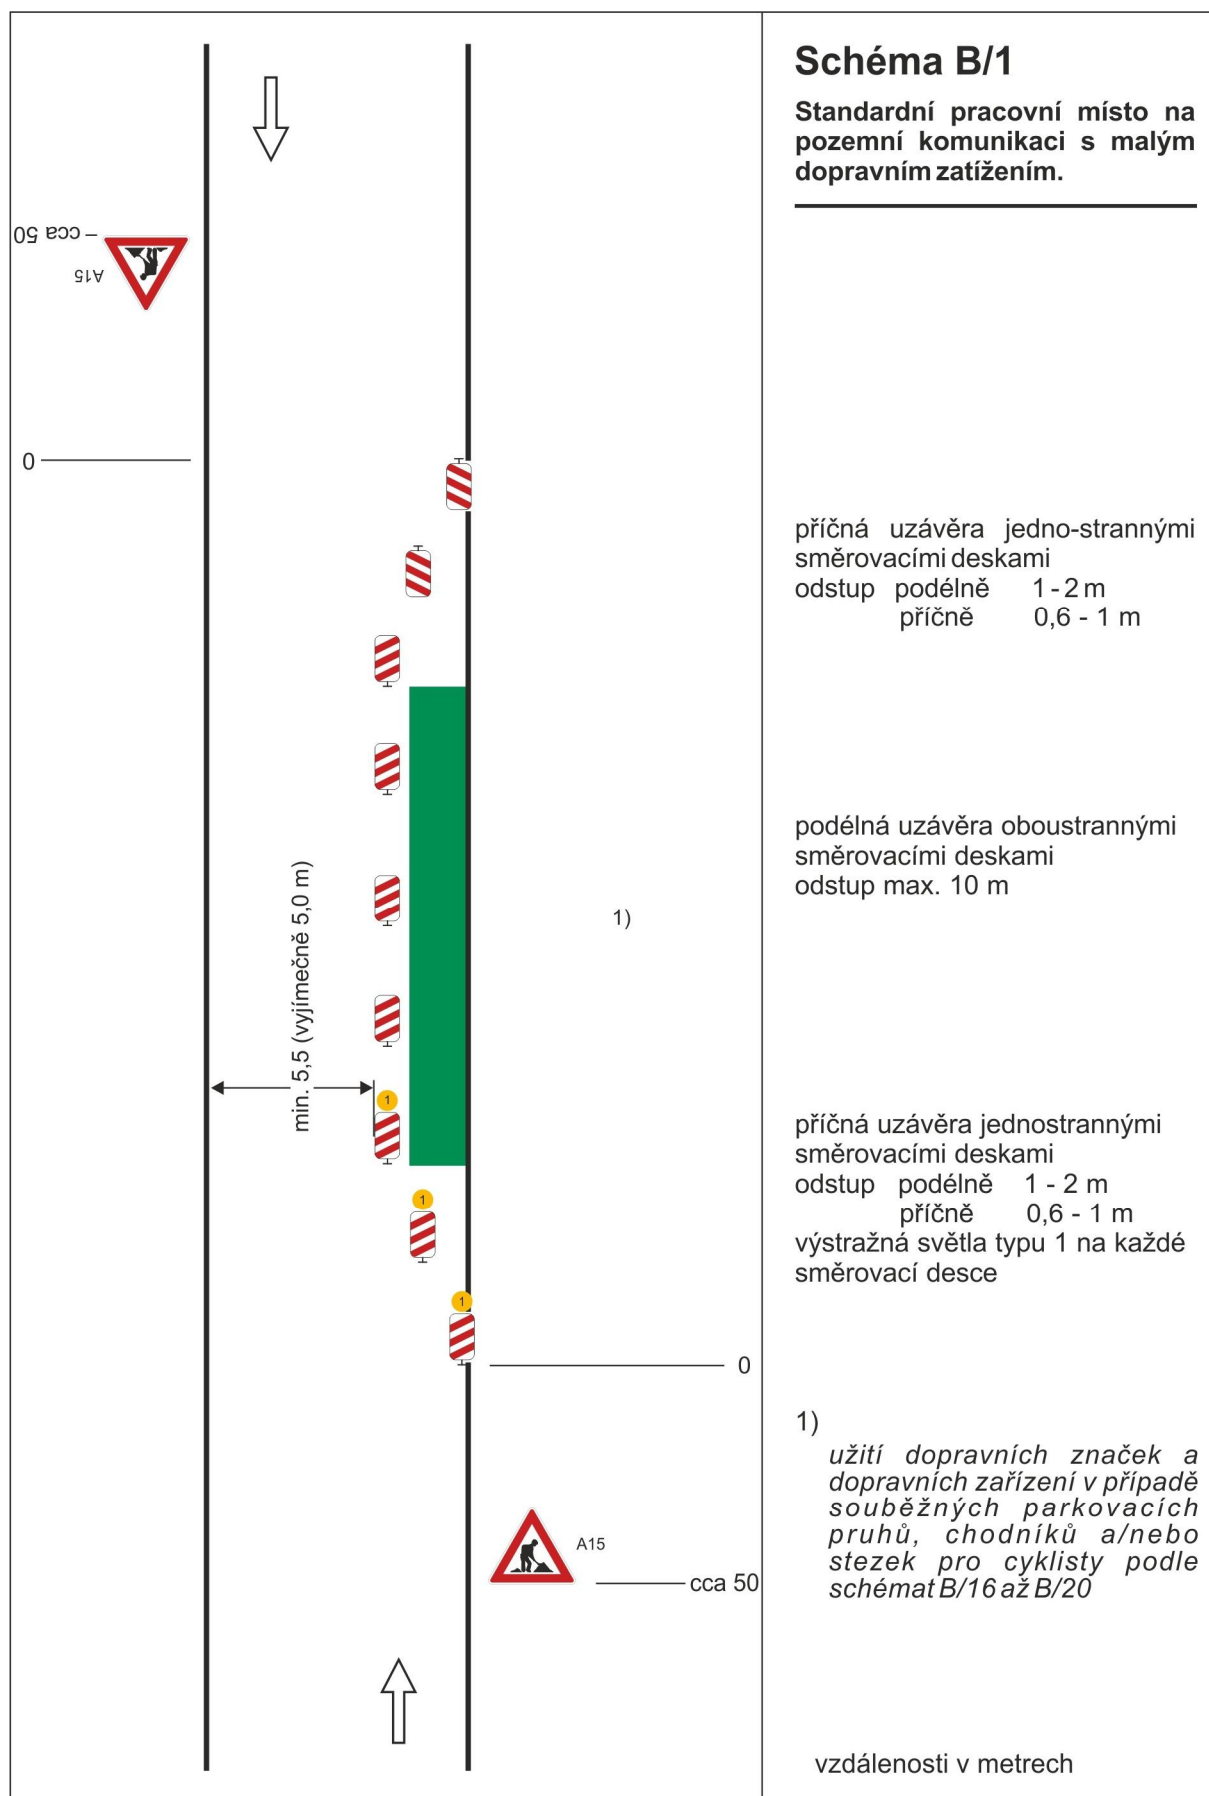 Schéma B/1
Standardní pracovní místo na
pozemní komunikaci s malým
dopravním zatížením.
cca 50
A15
0
příčná uzávěra jedno-strannými
směrovacími deskami
odstup podélně 1 - 2 m
příčně 0,6 - 1 m
podélná uzávěra oboustrannými
směrovacími deskami
odstup max. 10 m
min. 5,5 (vyjímečně 5,0 m)
1)
1
příčná uzávěra jednostrannými
směrovacími deskami
odstup podélně 1 - 2 m
příčně 0,6 - 1 m
výstražná světla typu 1 na každé
směrovací desce
1
1
0
1)
užití dopravních značek a
dopravních zařízení v případě
souběžných parkovacích
pruhů, chodníků a/nebo
stezek pro cyklisty podle
schémat B/16 až B/20
A15
cca 50
vzdálenosti v metrech